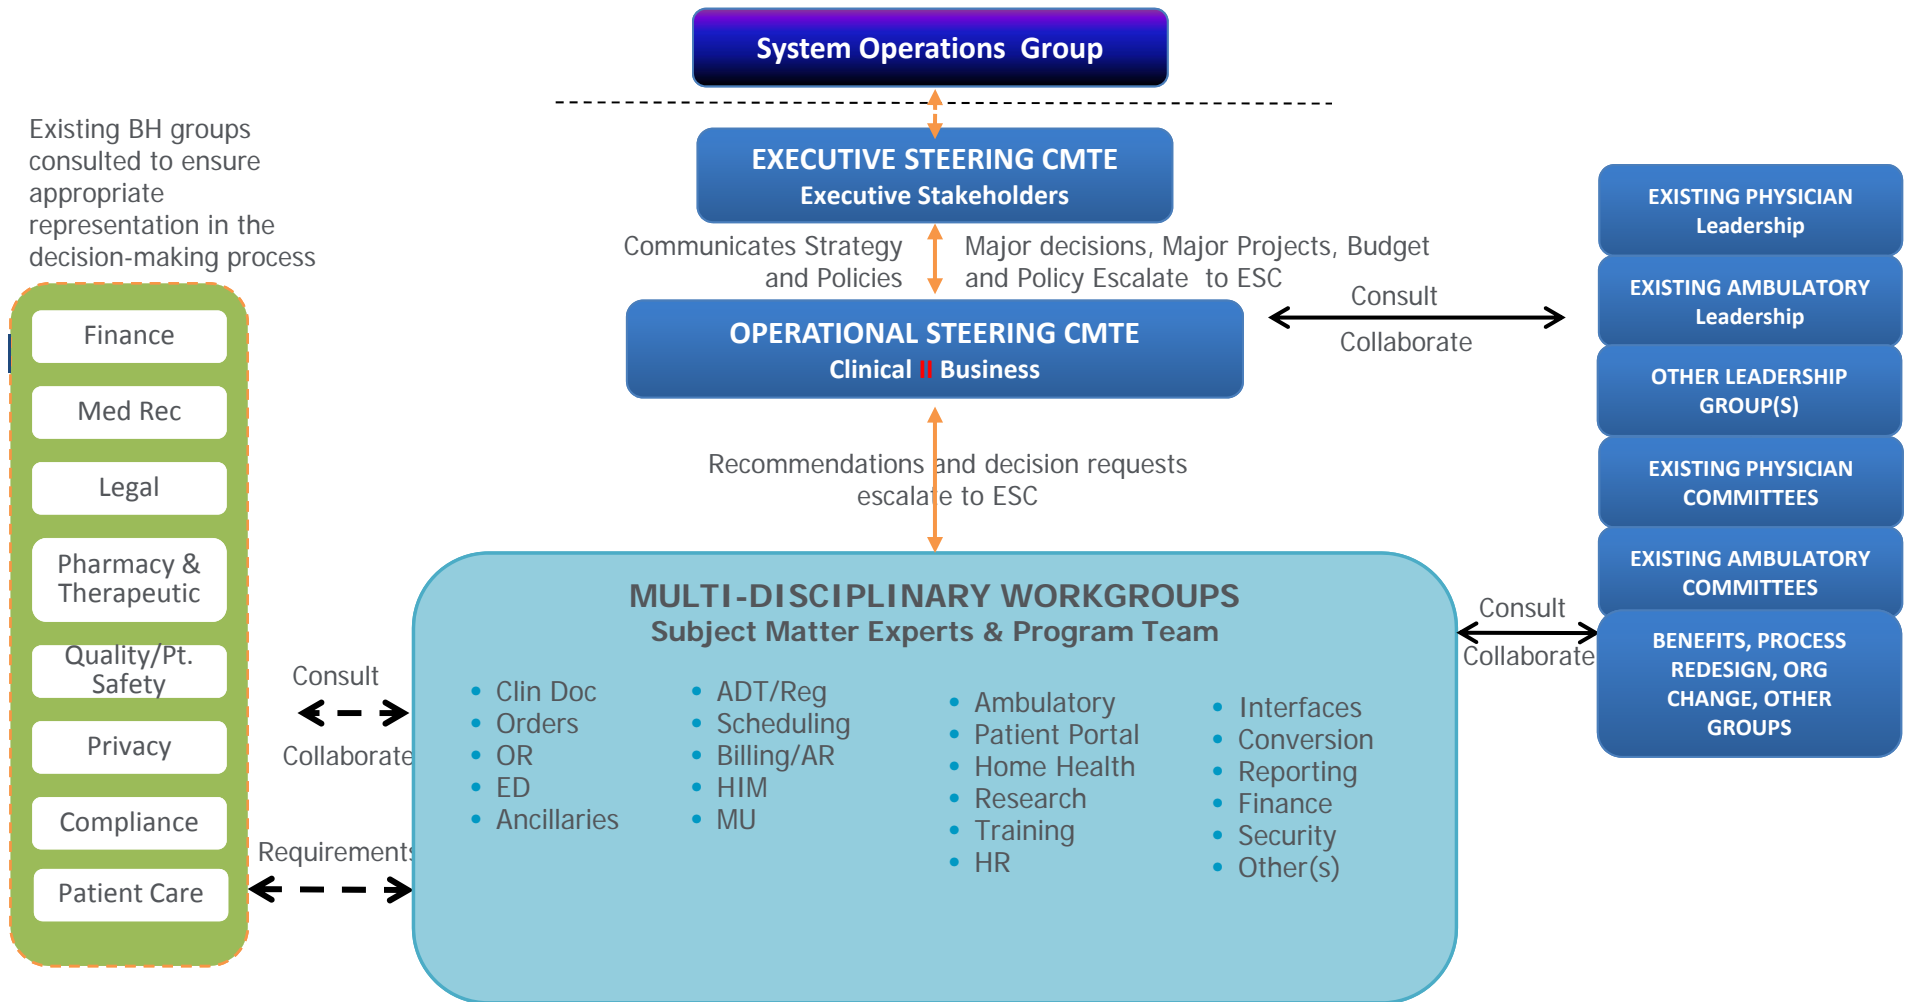 System Operations Group
Existing BH groups
consulted to ensure
appropriate
representation in the
decision-making process
Finance
Med Rec
Legal
Pharmacy &
Therapeutic
Quality/Pt.
Safety
Privacy
Compliance
Patient Care
EXECUTIVE STEERING CMTE
Executive Stakeholders
Communicates Strategy
and Policies
Major decisions, Major Projects, Budget
and Policy Escalate to ESC
OPERATIONAL STEERING CMTE
Clinical II Business
Consult
Collaborate
Recommendations and decision requests
escalate to ESC
MULTI-DISCIPLINARY WORKGROUPS
Subject Matter Experts & Program Team
• Clin Doc
• Orders
• OR
• ED
• Ancillaries
• ADT/Reg
• Scheduling
• Billing/AR
• HIM
• MU
• Ambulatory
• Patient Portal
• Home Health
• Research
• Training
• HR
• Interfaces
• Conversion
• Reporting
• Finance
• Security
• Other(s)
Consult
Collaborate
Requirements
Consult
Collaborate
EXISTING PHYSICIAN
Leadership
EXISTING AMBULATORY
Leadership
OTHER LEADERSHIP
GROUP(S)
EXISTING PHYSICIAN
COMMITTEES
EXISTING AMBULATORY
COMMITTEES
BENEFITS, PROCESS
REDESIGN, ORG
CHANGE, OTHER
GROUPS